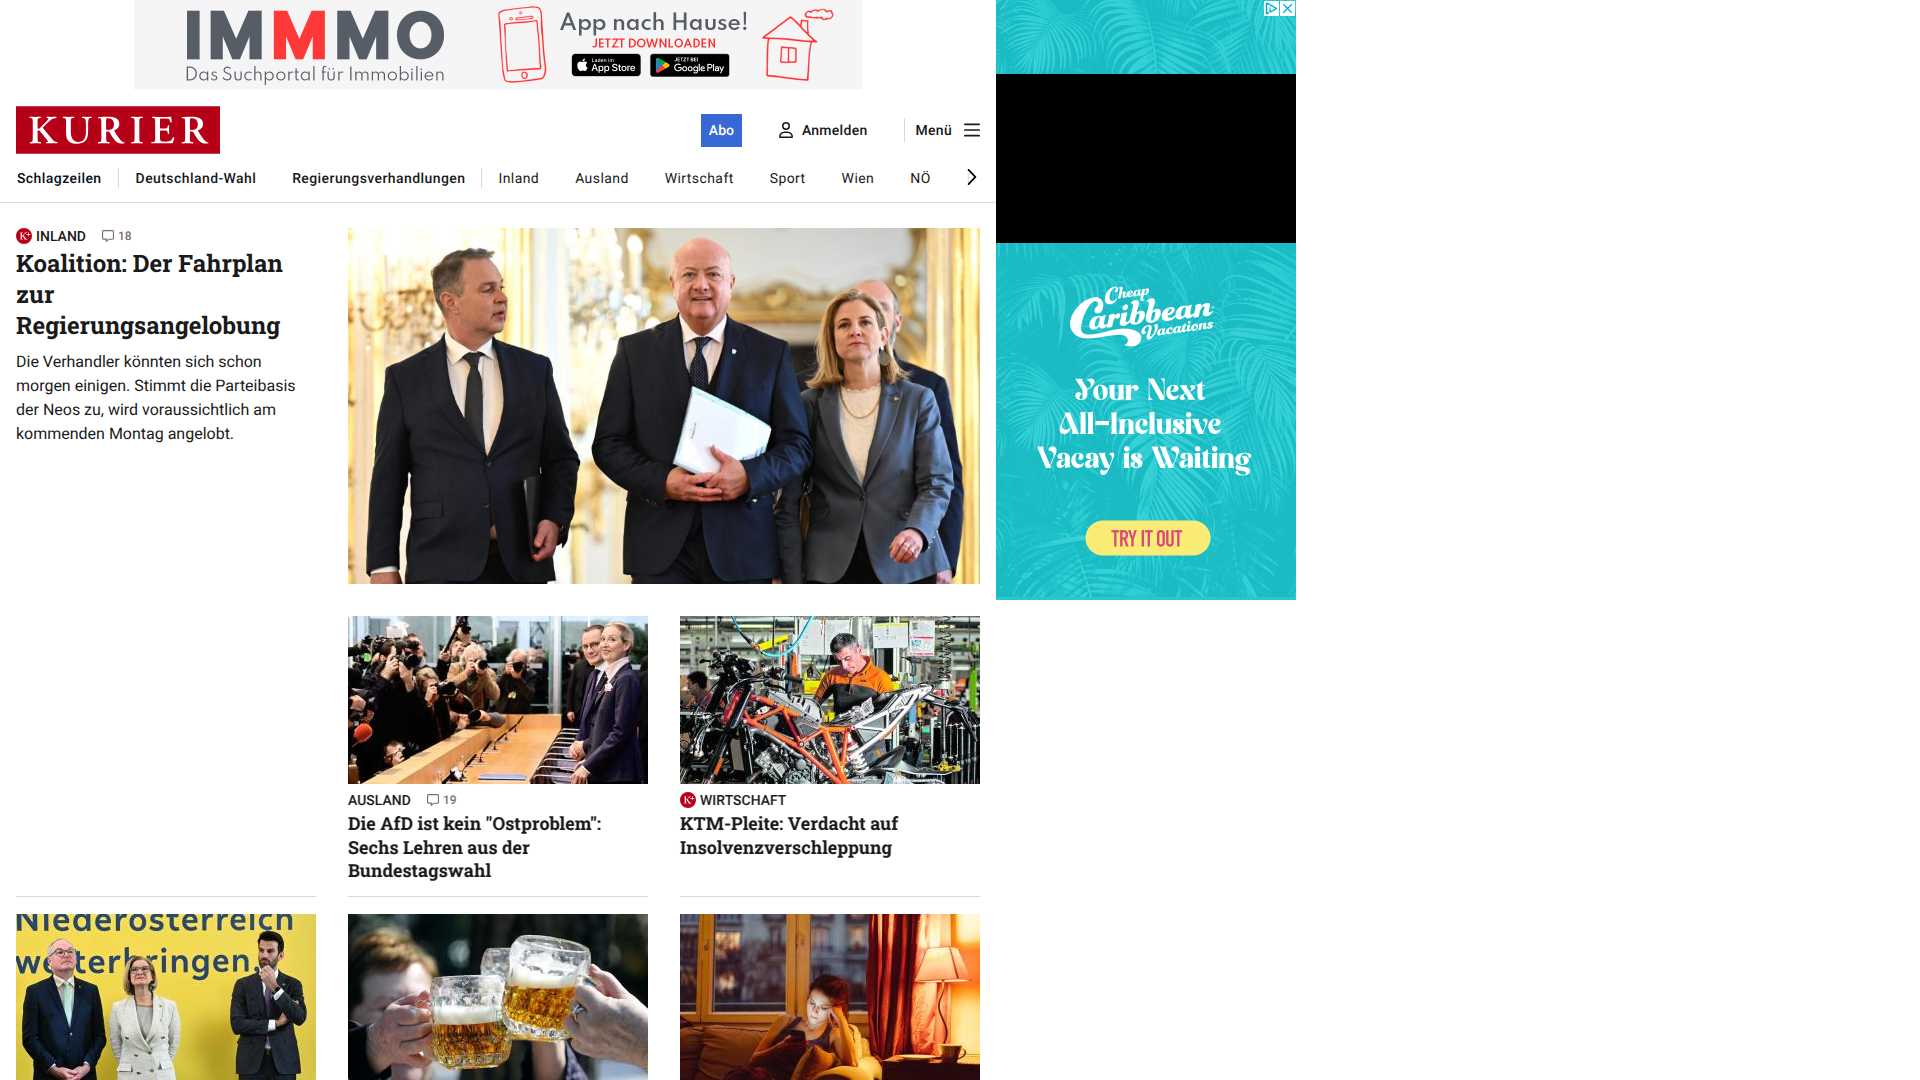 IMMMO
Das Suchportal für Immobilien
App nach Hause!
JETZT DOWNLOADEN
Laden im
App Store
JETZT BEI
Google Play
KURIER
Abo
Anmelden
Menü
Schlagzeilen
Deutschland-Wahl
Regierungsverhandlungen
Inland
Ausland
Wirtschaft
Sport
Wien
NÖ
K+ INLAND 18
Koalition: Der Fahrplan
zur
Regierungsangelobung
Die Verhandler könnten sich schon
morgen einigen. Stimmt die Parteibasis
der Neos zu, wird voraussichtlich am
kommenden Montag angelobt.
Cheap
Caribbean
Vacations
Your Next
All-Inclusive
Vacay is Waiting
TRY IT OUT
AUSLAND 19
Die AfD ist kein "Ostproblem":
Sechs Lehren aus der
Bundestagswahl
K+ WIRTSCHAFT
KTM-Pleite: Verdacht auf
Insolvenzverschleppung
Niederösterreich
weiterbringen.